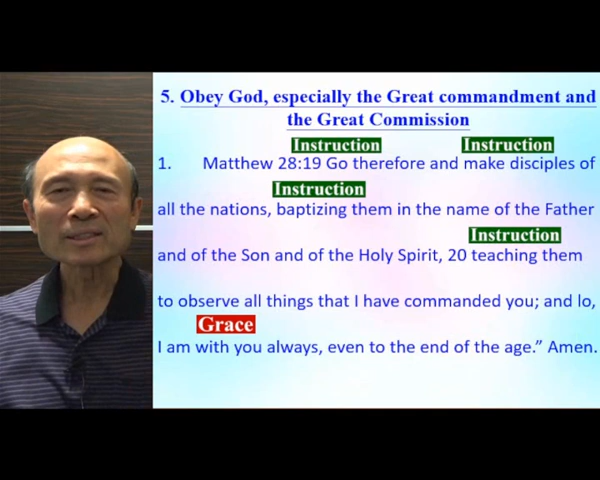 5. Obey God, especially the Great commandment and
the Great Commission
Instruction Instruction
1. Matthew 28:19 Go therefore and make disciples of
Instruction
all the nations, baptizing them in the name of the Father
Instruction
and of the Son and of the Holy Spirit, 20 teaching them
to observe all things that I have commanded you; and lo,
Grace
I am with you always, even to the end of the age.” Amen.